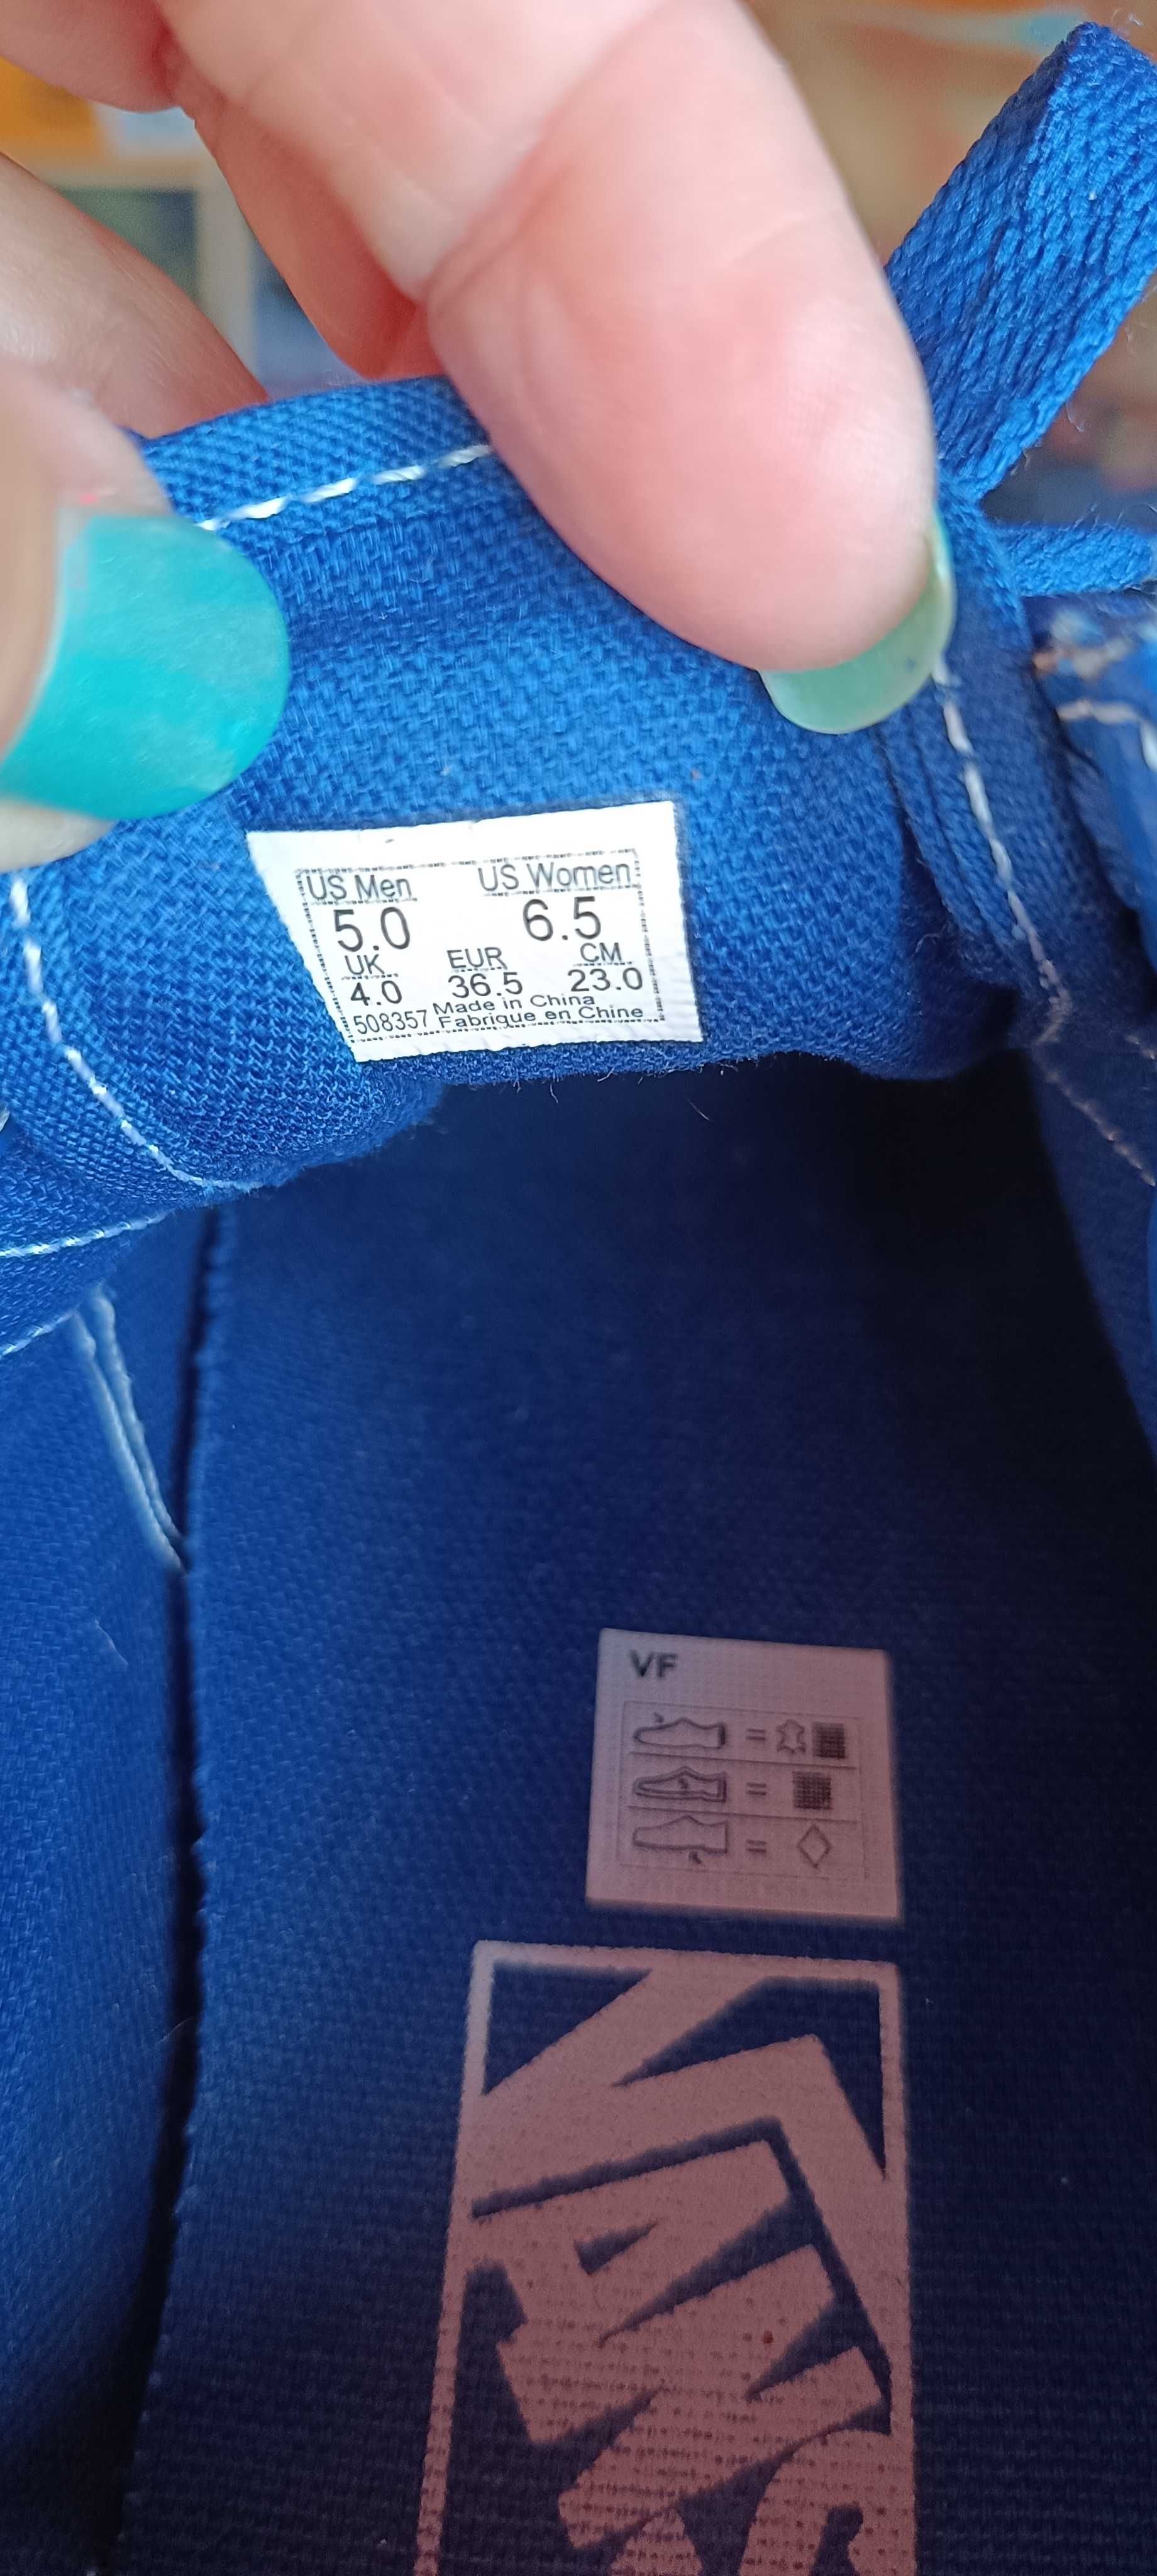 US Men US Women
5.0 6.5
UK EUR CM
4.0 36.5 23.0
508357 Made in China
Fabrique en Chine
VF
= 
=
=
VANS